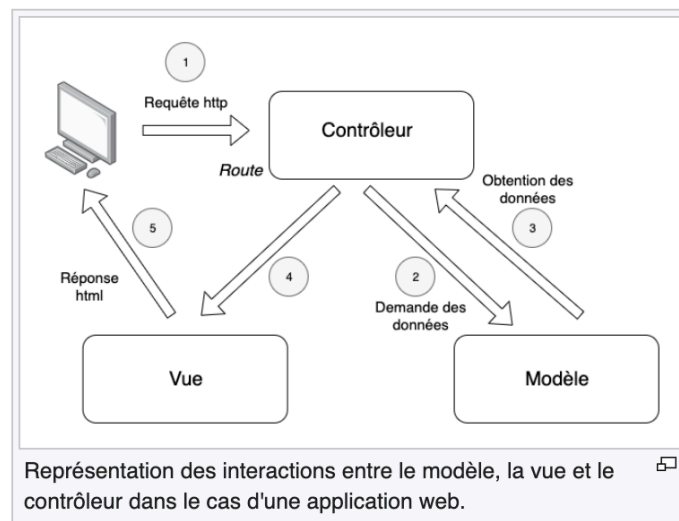 1
Requête http
Contrôleur
Route
Obtention des
données
3
5
4
2
Réponse
html
Demande des
données
Vue
Modèle
Représentation des interactions entre le modèle, la vue et le
contrôleur dans le cas d'une application web.